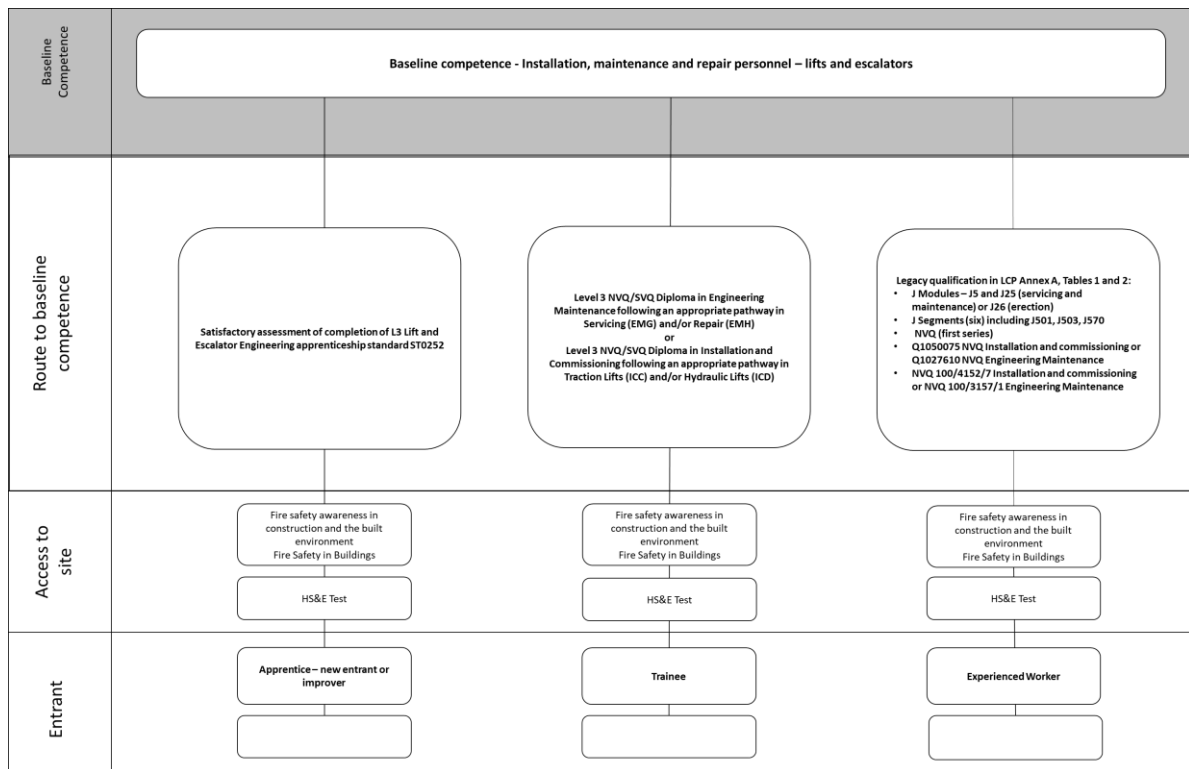 Baseline
Competence
Baseline competence - Installation, maintenance and repair personnel – lifts and escalators
Route to baseline
competence
Satisfactory assessment of completion of L3 Lift and
Escalator Engineering apprenticeship standard ST0252
Level 3 NVQ/SVQ Diploma in Engineering
Maintenance following an appropriate pathway in
Servicing (EMG) and/or Repair (EMH)
or
Level 3 NVQ/SVQ Diploma in Installation and
Commissioning following an appropriate pathway in
Traction Lifts (ICC) and/or Hydraulic Lifts (ICD)
Legacy qualification in LCP Annex A, Tables 1 and 2:
• J Modules – J5 and J25 (servicing and
maintenance) or J26 (erection)
• J Segments (six) including J501, J503, J570
• NVQ (first series)
• Q1050075 NVQ Installation and commissioning or
Q1027610 NVQ Engineering Maintenance
• NVQ 100/4152/7 Installation and commissioning
or NVQ 100/3157/1 Engineering Maintenance
Access to
site
Fire safety awareness in
construction and the built
environment
Fire Safety in Buildings
Fire safety awareness in
construction and the built
environment
Fire Safety in Buildings
Fire safety awareness in
construction and the built
environment
Fire Safety in Buildings
HS&E Test
HS&E Test
HS&E Test
Entrant
Apprentice – new entrant or
improver
Trainee
Experienced Worker